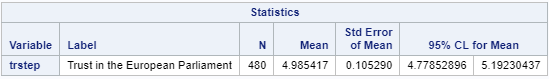 Statistics
Variable Label N Mean Std Error of Mean 95% CL for Mean
trstep Trust in the European Parliament 480 4.985417 0.105290 4.77852896 5.19230437